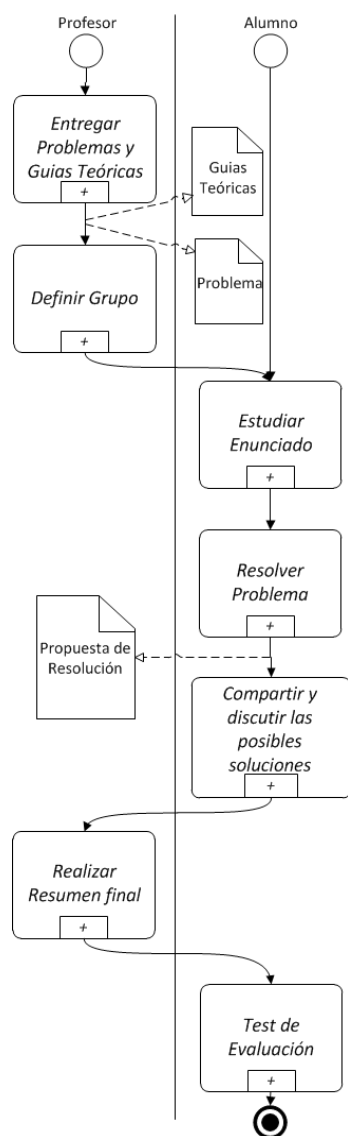 Profesor
Alumno
Entregar
Problemas y
Guias Teóricas
+
Guias
Teóricas
Problema
Definir Grupo
+
Estudiar
Enunciado
+
Resolver
Problema
+
Propuesta de
Resolución
Compartir y
discutir las
posibles
soluciones
+
Realizar
Resumen final
+
Test de
Evaluación
+